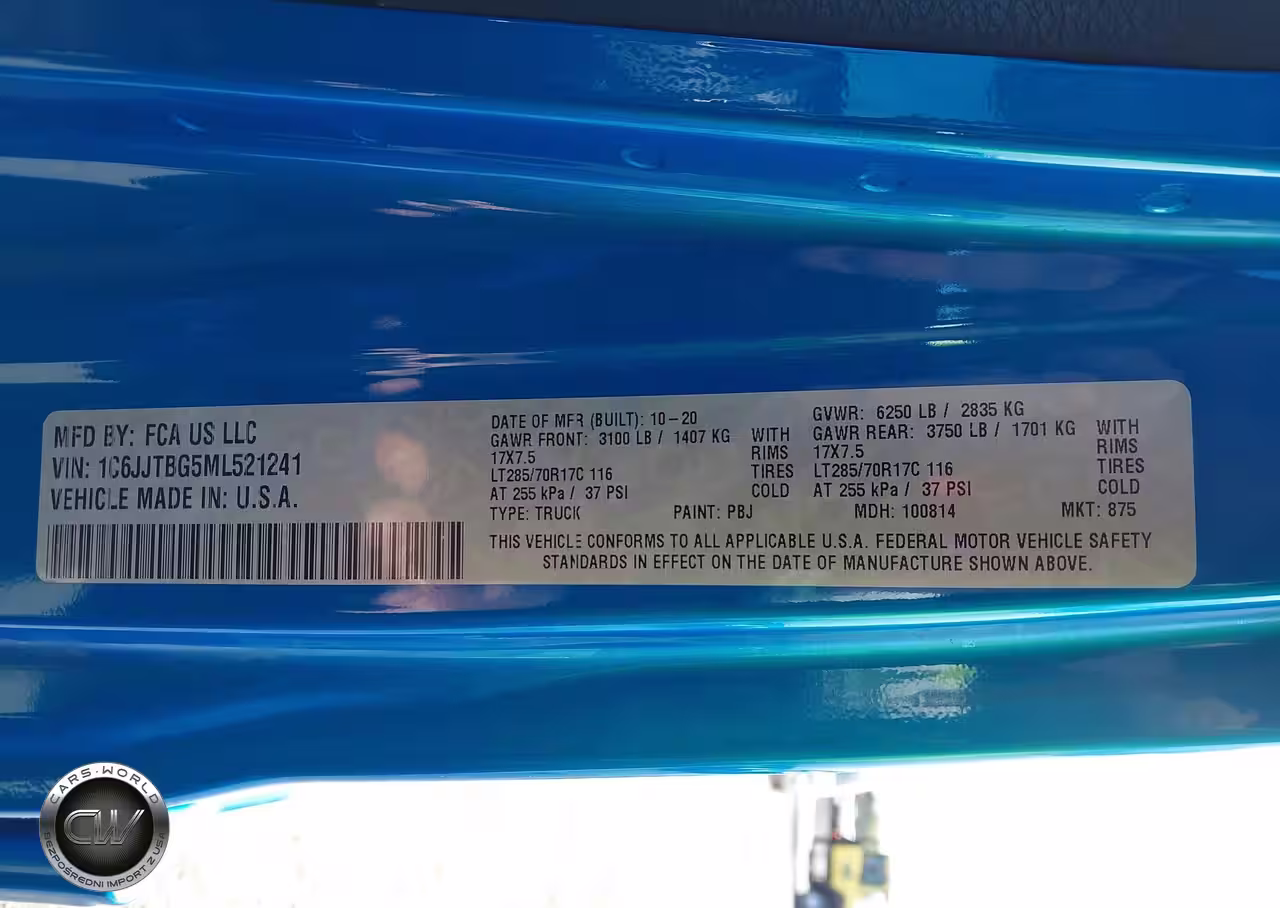 MFD BY: FCA US LLC
VIN: 1C6JJTBG5ML521241
VEHICLE MADE IN: U.S.A.
DATE OF MFR (BUILT): 10-20
GAWR FRONT: 3100 LB / 1407 KG WITH
17X7.5 RIMS
LT285/70R17C 116 TIRES
AT 255 kPa / 37 PSI COLD
GVWR: 6250 LB / 2835 KG
GAWR REAR: 3750 LB / 1701 KG WITH
17X7.5 RIMS
LT285/70R17C 116 TIRES
AT 255 kPa / 37 PSI COLD
TYPE: TRUCK PAINT: PBJ MDH: 100814 MKT: 875
THIS VEHICLE CONFORMS TO ALL APPLICABLE U.S.A. FEDERAL MOTOR VEHICLE SAFETY
STANDARDS IN EFFECT ON THE DATE OF MANUFACTURE SHOWN ABOVE.
CARS-WORLD
CW
BEZPOŚREDNI IMPORT Z USA